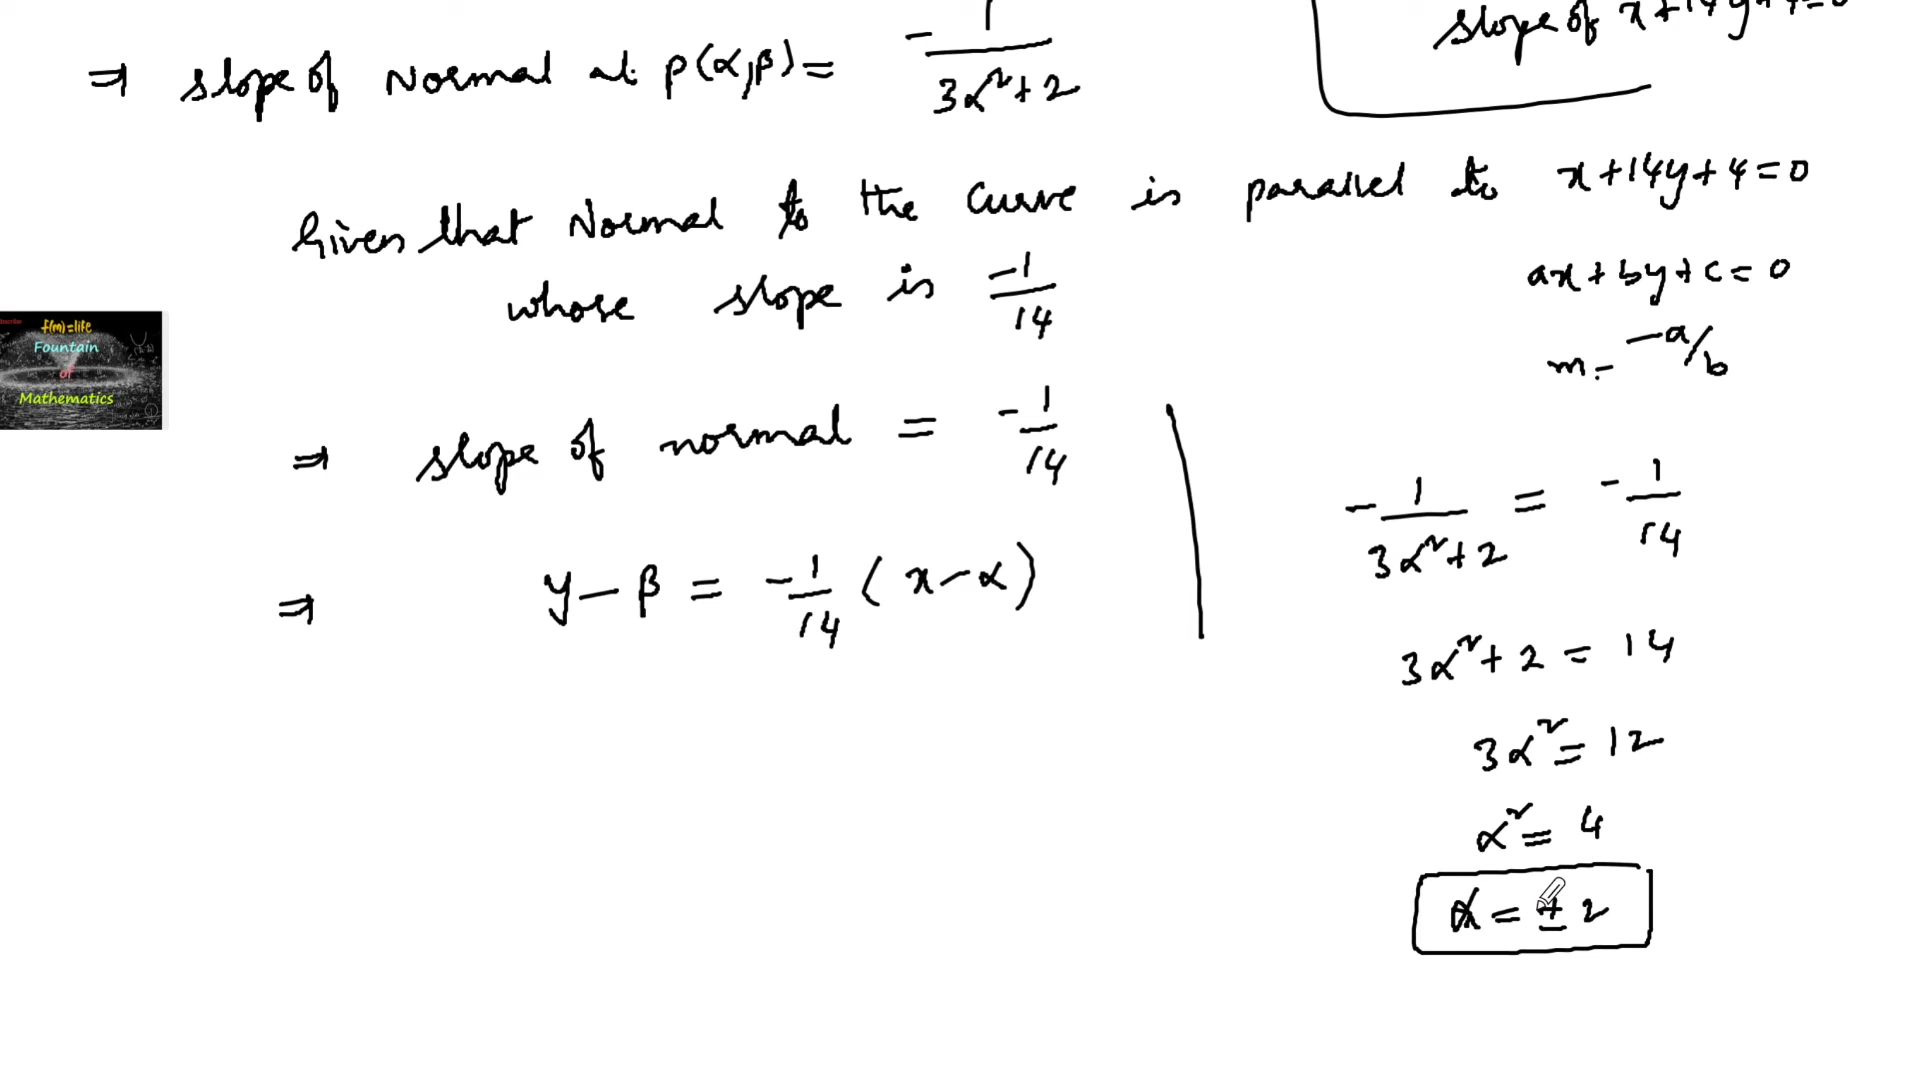 slope of x+14y+4=0
⇒ slope of Normal at P(α,β) = -1/(3α²+2)
Given that Normal to the curve is parallel to x+14y+4=0
whose slope is -1/14
ax+by+c=0
m = -a/b
f(m)=life
Fountain
of
Mathematics
⇒ slope of normal = -1/14
⇒ y-β = -1/14 (x-α)
-1/(3α²+2) = -1/14
3α²+2 = 14
3α² = 12
α² = 4
α = ±2